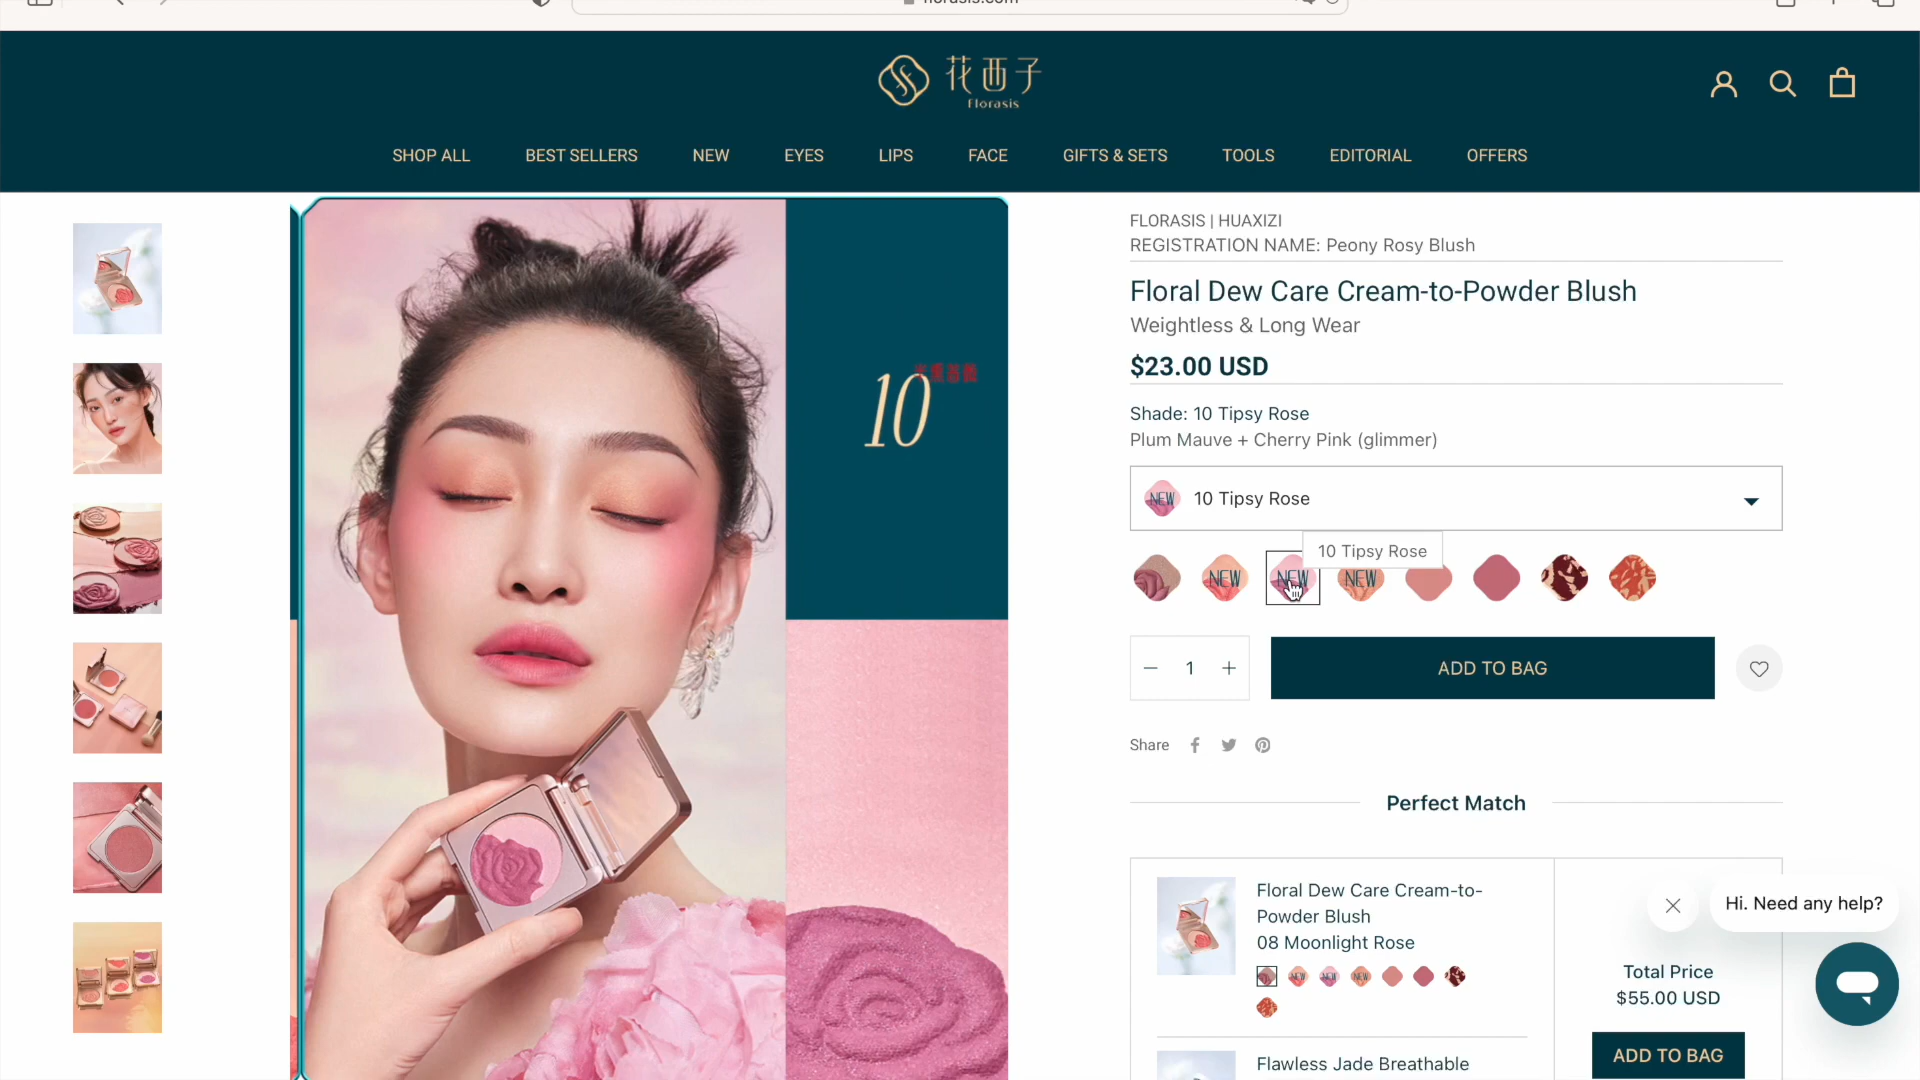 花西子
florasis
SHOP ALL
BEST SELLERS
NEW
EYES
LIPS
FACE
GIFTS & SETS
TOOLS
EDITORIAL
OFFERS
FLORASIS | HUAXIZI
REGISTRATION NAME: Peony Rosy Blush
Floral Dew Care Cream-to-Powder Blush
Weightless & Long Wear
$23.00 USD
Shade: 10 Tipsy Rose
Plum Mauve + Cherry Pink (glimmer)
NEW 10 Tipsy Rose
10 Tipsy Rose
NEW
NEW
NEW
10
1
ADD TO BAG
Share
Perfect Match
Floral Dew Care Cream-to-
Powder Blush
08 Moonlight Rose
NEW
NEW
NEW
Flawless Jade Breathable
Hi. Need any help?
Total Price
$55.00 USD
ADD TO BAG